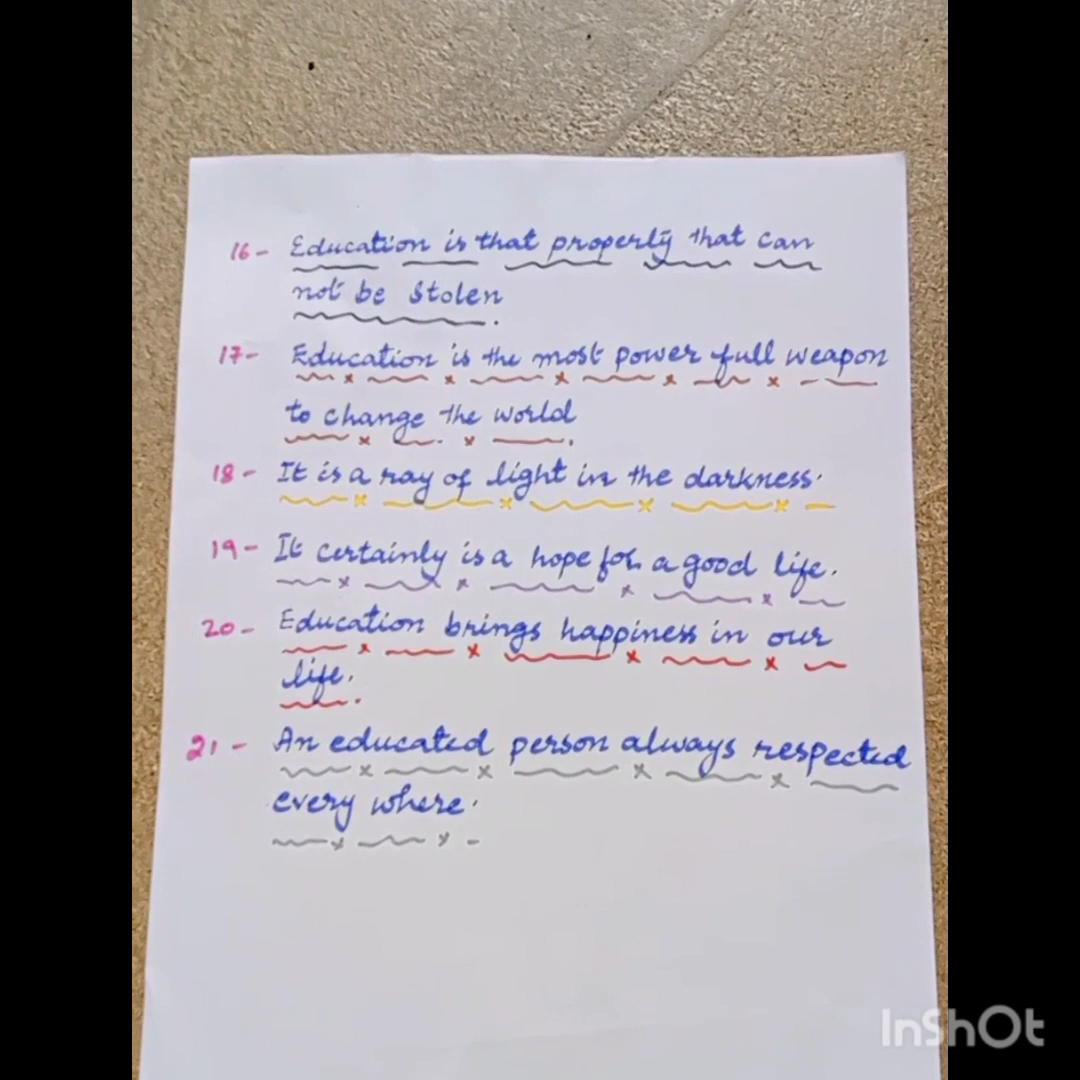 16- Education is that property that can
not be stolen.
17- Education is the most power full weapon
to change the world.
18- It is a ray of light in the darkness.
19- It certainly is a hope for a good life.
20- Education brings happiness in our
life.
21- An educated person always respected
every where.
InShOt